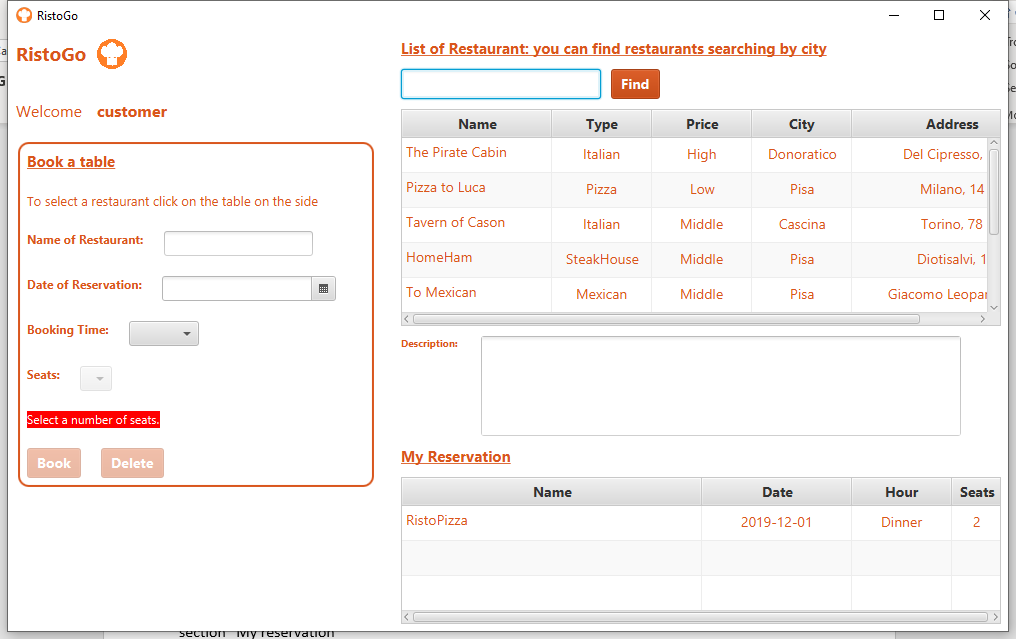 RistoGo
RistoGo
Welcome customer
Book a table
To select a restaurant click on the table on the side
Name of Restaurant:
Date of Reservation:
Booking Time:
Seats:
Select a number of seats.
Book Delete
List of Restaurant: you can find restaurants searching by city
Find
Name Type Price City Address
The Pirate Cabin Italian High Donoratico Del Cipresso,
Pizza to Luca Pizza Low Pisa Milano, 14
Tavern of Cason Italian Middle Cascina Torino, 78
HomeHam SteakHouse Middle Pisa Diotisalvi, 1
To Mexican Mexican Middle Pisa Giacomo Leopar
Description:
My Reservation
Name Date Hour Seats
RistoPizza 2019-12-01 Dinner 2
section "My reservation